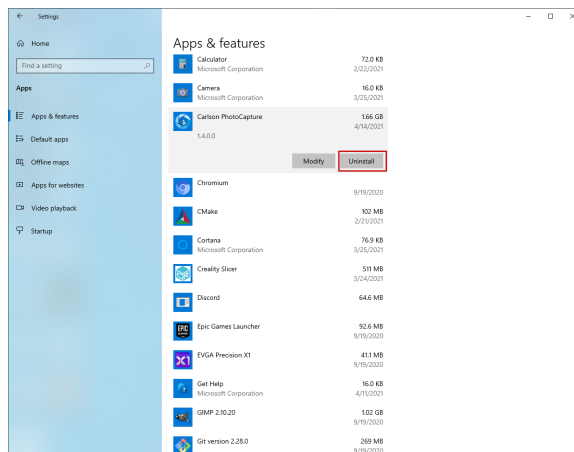 Settings
Home
Find a setting
Apps
Apps & features
Default apps
Offline maps
Apps for websites
Video playback
Startup
Apps & features
Calculator 72.0 KB
Microsoft Corporation 2/22/2021
Camera 16.0 KB
Microsoft Corporation 3/25/2021
Carlson PhotoCapture 1.66 GB
4/14/2021
1.4.0.0
Modify Uninstall
Chromium
9/19/2020
CMake 102 MB
2/21/2021
Cortana 76.9 KB
Microsoft Corporation 3/25/2021
Creality Slicer 511 MB
3/24/2021
Discord 64.6 MB
EPIC
Epic Games Launcher 92.6 MB
9/19/2020
X1
EVGA Precision X1 41.1 MB
9/19/2020
Get Help 16.0 KB
Microsoft Corporation 4/11/2021
GIMP 2.10.20 1.02 GB
9/19/2020
Git version 2.28.0 269 MB
9/19/2020